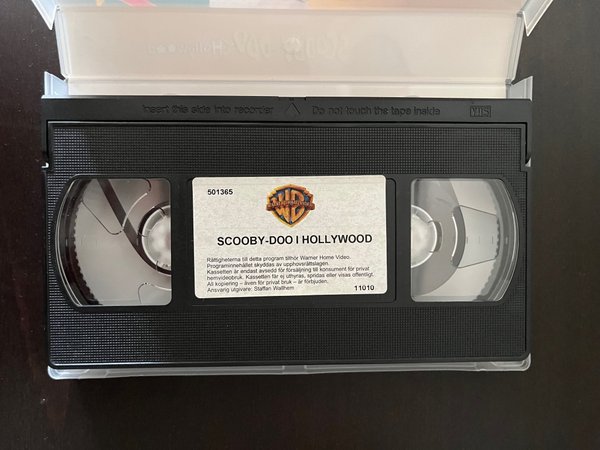 Insert this side into recorder
Do not touch the tape inside
VHS
501365
SCOOBY-DOO I HOLLYWOOD
Rättigheterna till detta program tillhör Warner Home Video.
Programinnehållet skyddas av upphovsrättslagen.
Kassetten är endast avsedd för försäljning till konsument för privat
hemvideobruk. Kassetten får ej uthyras, spridas eller visas offentligt.
All kopiering – även för privat bruk – är förbjuden.
Ansvarig utgivare: Staffan Wallhem
11010